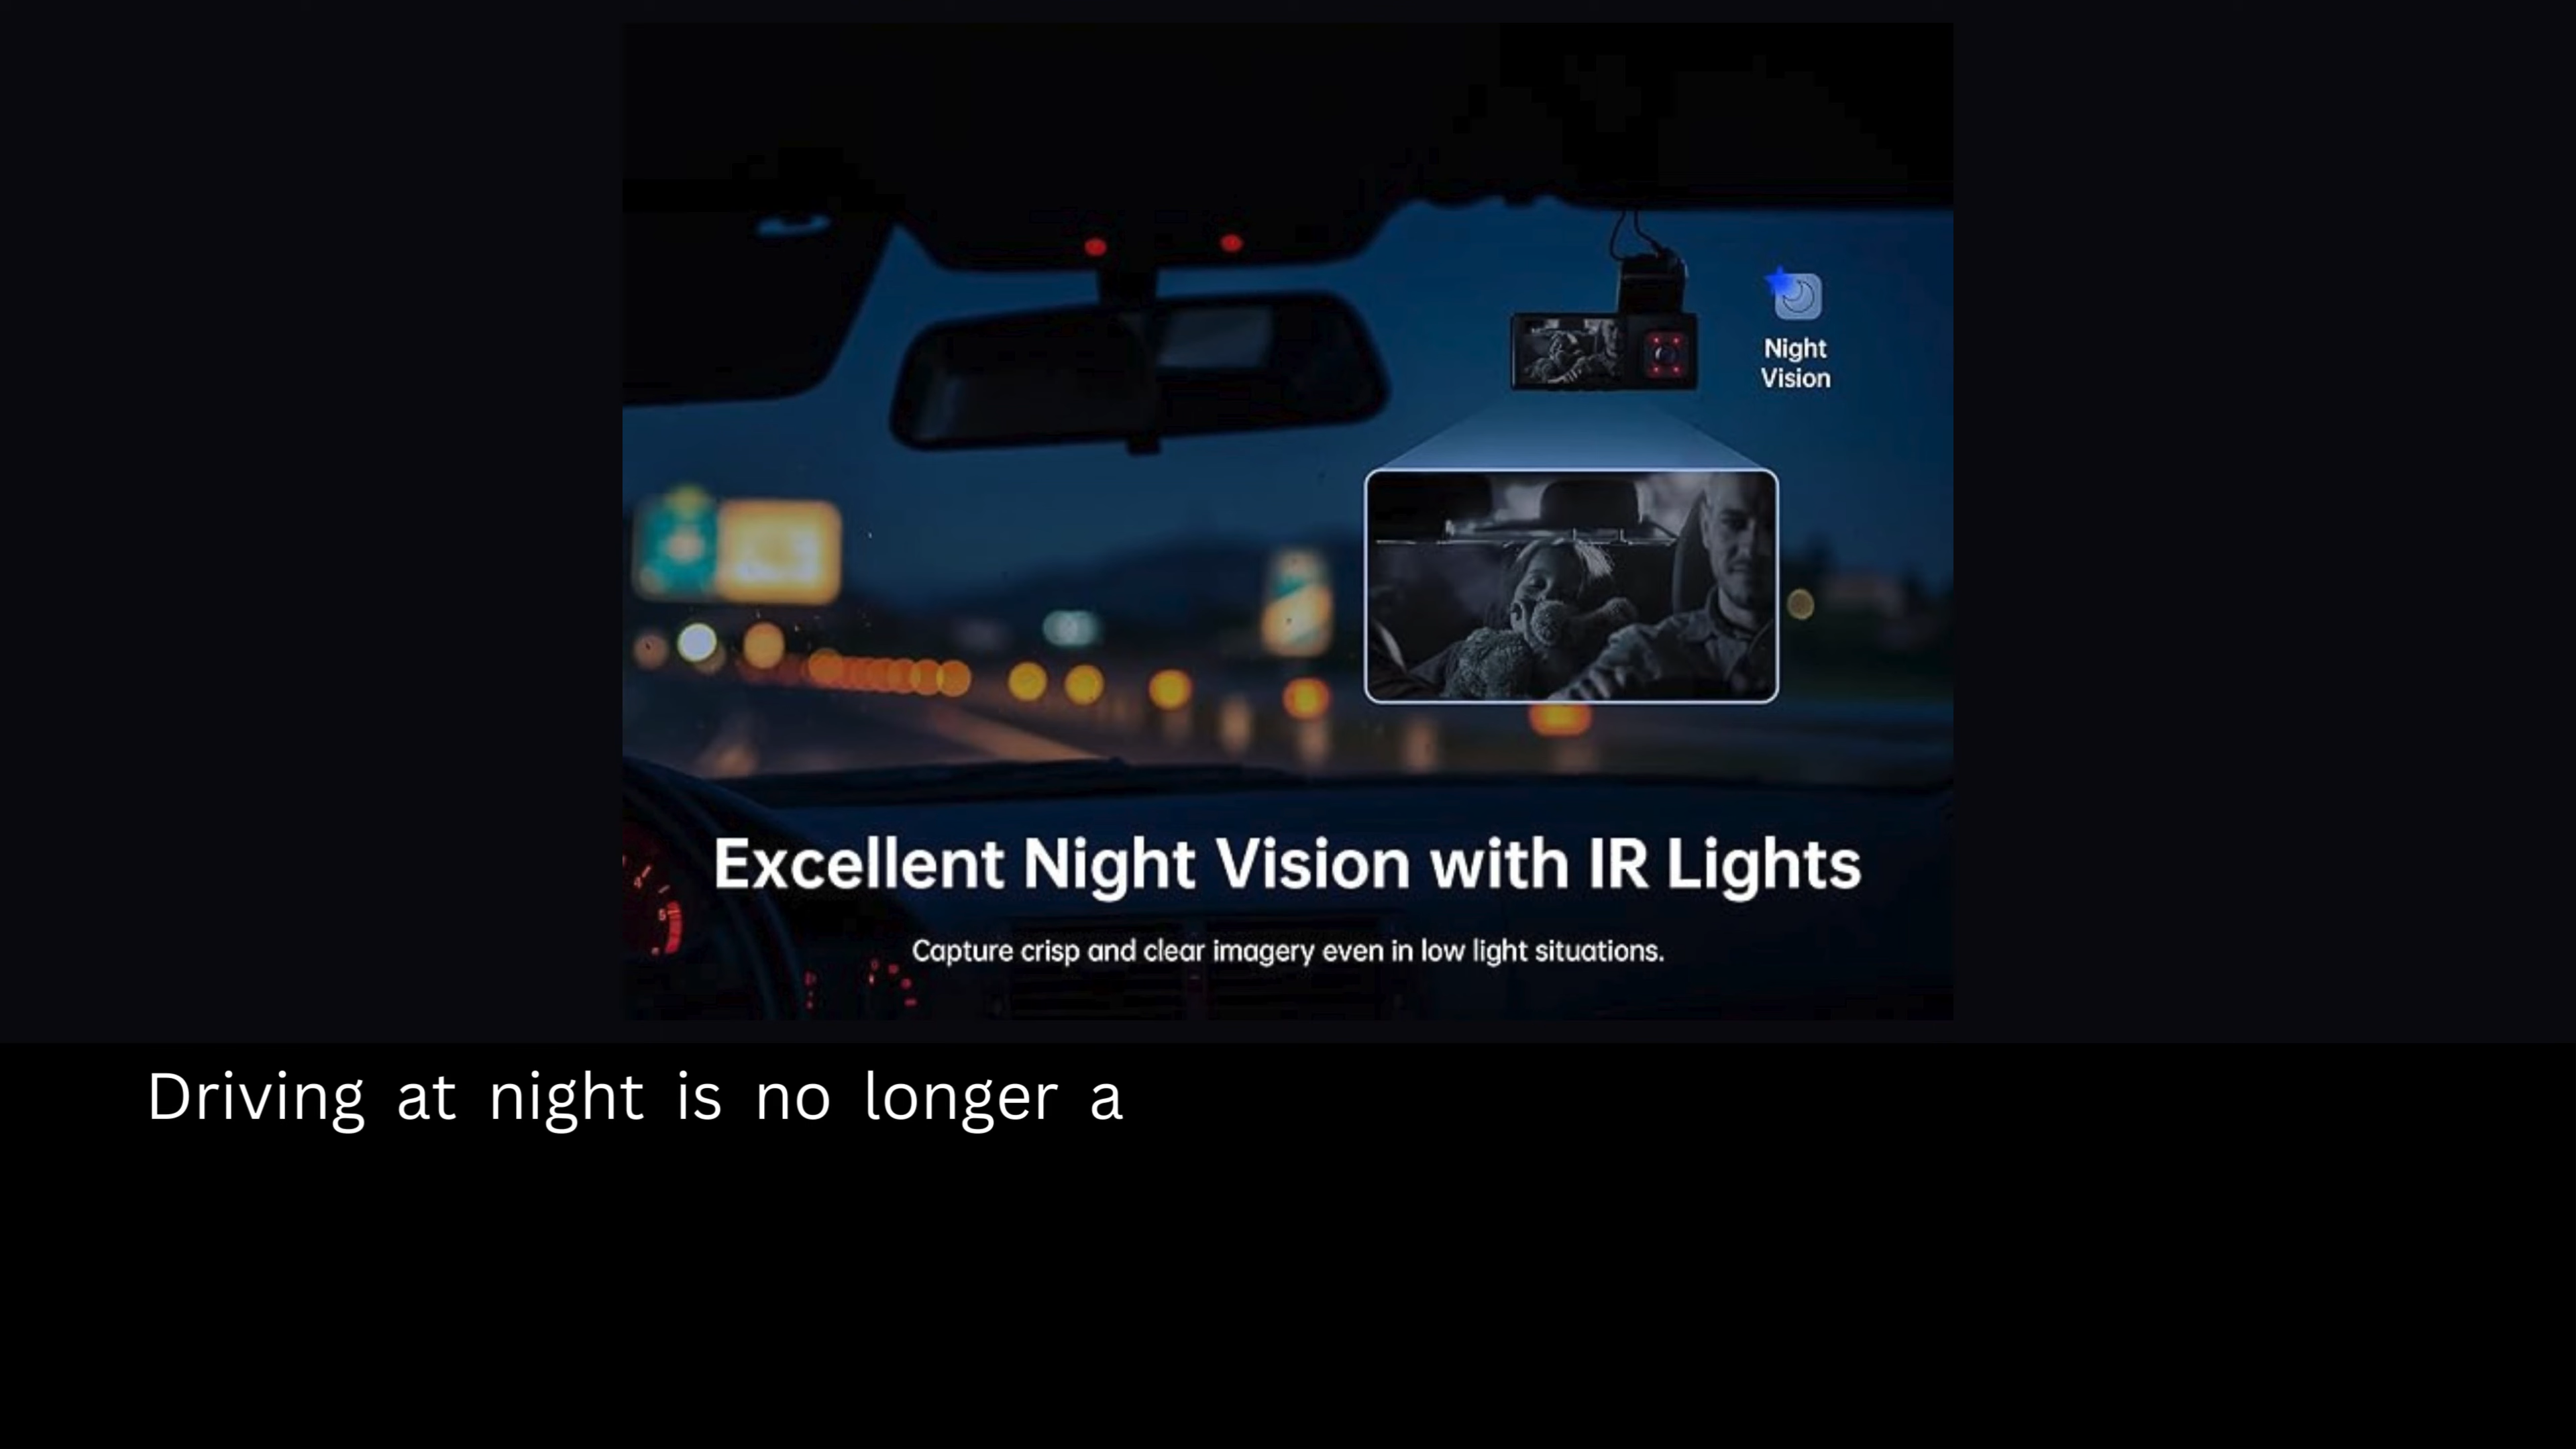 Night
Vision
Excellent Night Vision with IR Lights
Capture crisp and clear imagery even in low light situations.
Driving at night is no longer a